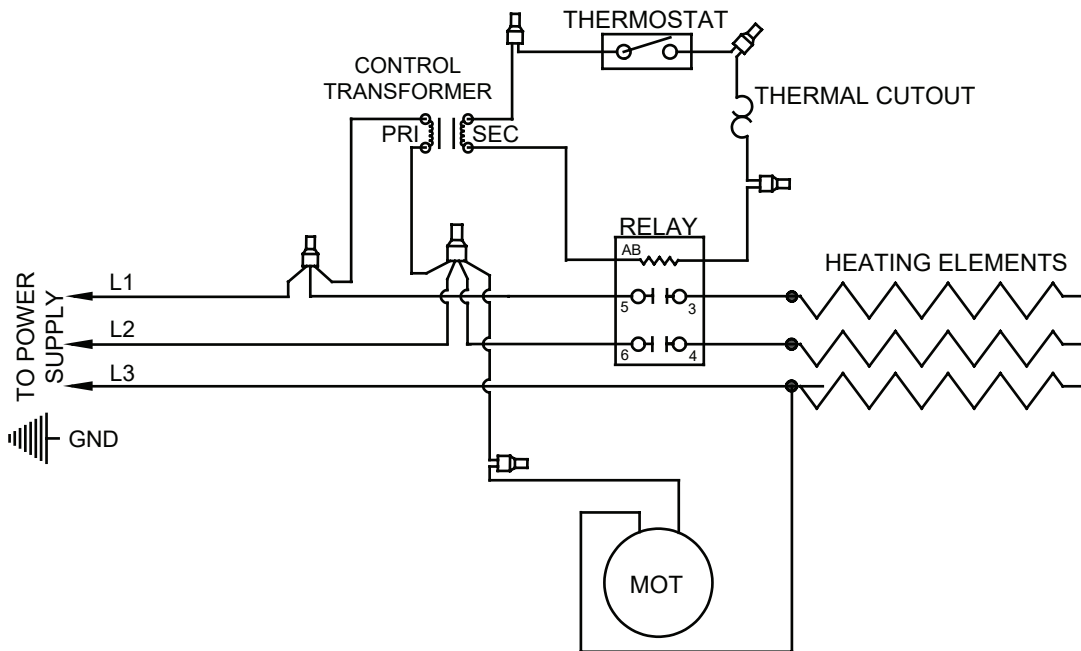 THERMOSTAT
CONTROL
TRANSFORMER
THERMAL CUTOUT
PRI
SEC
RELAY
AB
HEATING ELEMENTS
TO POWER
SUPPLY
L1
5
3
L2
6
4
L3
GND
MOT